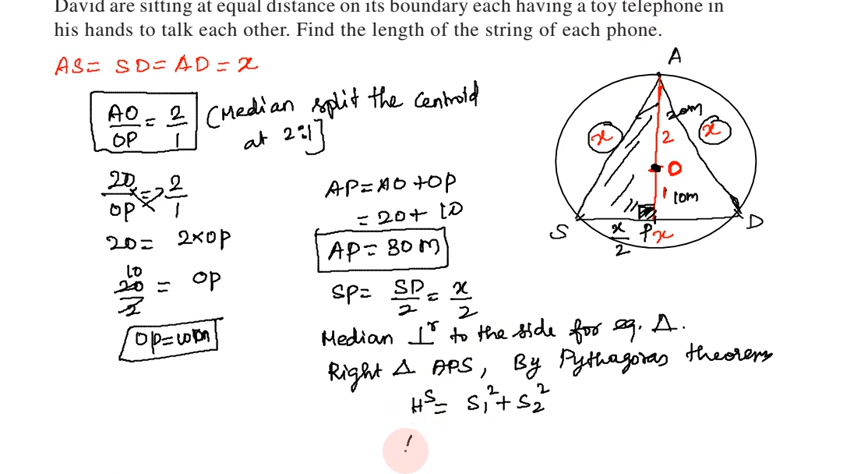 David are sitting at equal distance on its boundary each having a toy telephone in
his hands to talk each other. Find the length of the string of each phone.
AS = SD = AD = x
AO/OP = 2/1 (Median split the centroid
at 2:1]
20/OP = 2/1
20 = 2×OP
10
20/2 = OP
OP = 10m
AP = AO + OP
= 20 + 10
AP = 30 M
SP = SD/2 = x/2
Median ⊥r to the side for eq. Δ.
Right Δ APS, By Pythagoras theorem
H^S = S₁² + S₂²
A
20m
x
x
2
O
1
10m
S
x/2
P
x
D